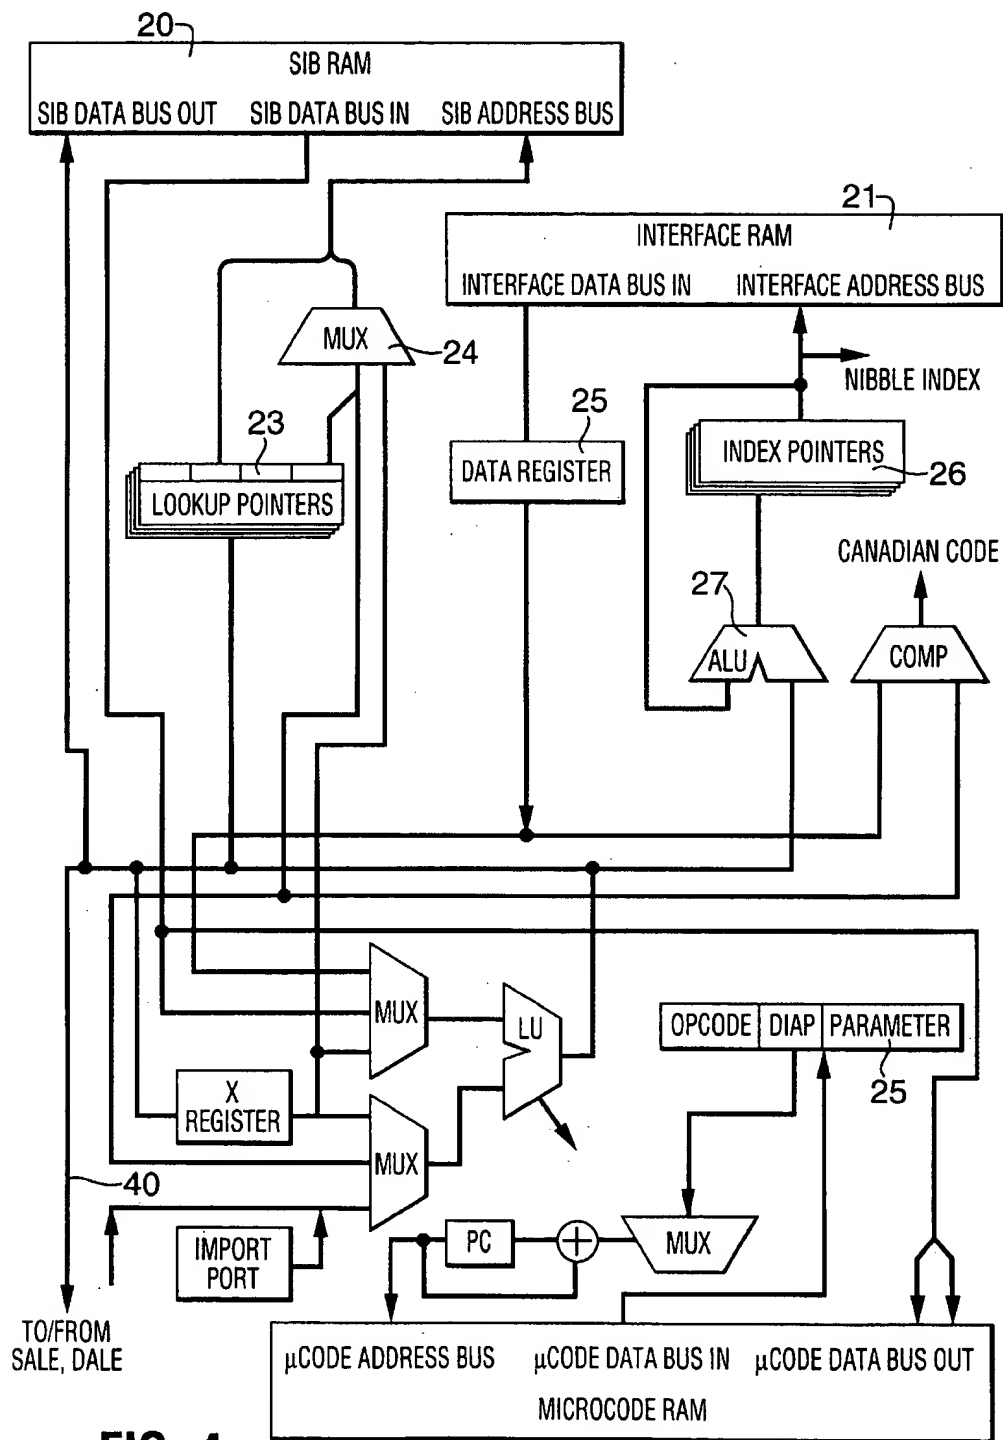 20
SIB RAM
SIB DATA BUS OUT SIB DATA BUS IN SIB ADDRESS BUS
21
INTERFACE RAM
INTERFACE DATA BUS IN INTERFACE ADDRESS BUS
MUX
24
NIBBLE INDEX
23
LOOKUP POINTERS
25
DATA REGISTER
INDEX POINTERS
26
CANADIAN CODE
27
ALU
COMP
MUX
LU
OPCODE DIAP PARAMETER
25
X
REGISTER
MUX
40
IMPORT
PORT
PC
+
MUX
TO/FROM
SALE, DALE
µCODE ADDRESS BUS µCODE DATA BUS IN µCODE DATA BUS OUT
MICROCODE RAM